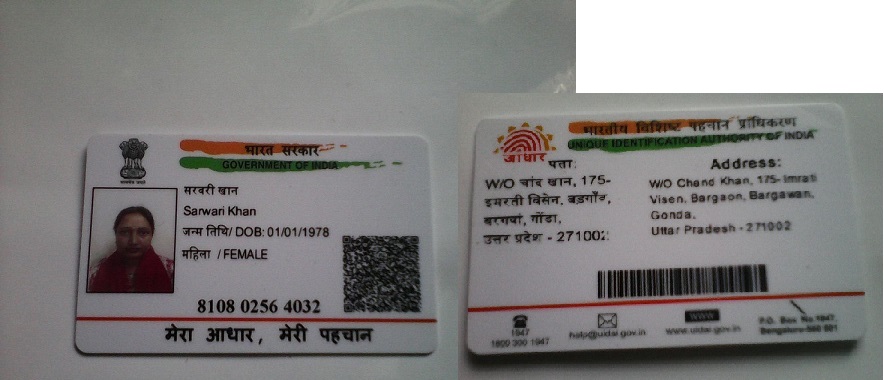 भारत सरकार
GOVERNMENT OF INDIA
सरवरी खान
Sarwari Khan
जन्म तिथि/ DOB: 01/01/1978
महिला / FEMALE
8108 0256 4032
मेरा आधार, मेरी पहचान
भारतीय विशिष्ट पहचान प्राधिकरण
UNIQUE IDENTIFICATION AUTHORITY OF INDIA
आधार
पता:
W/O चांद खान, 175-
इमरती विसेन, बड़गाँव,
बरगवां, गोंडा,
उत्तर प्रदेश - 271002
Address:
W/O Chand Khan, 175-Imrati
Visen, Bargaon, Bargawan,
Gonda,
Uttar Pradesh - 271002
1947
1800 300 1947
help@uidai.gov.in
WWW
www.uidai.gov.in
P.O. Box No.1947,
Bengaluru-560 001